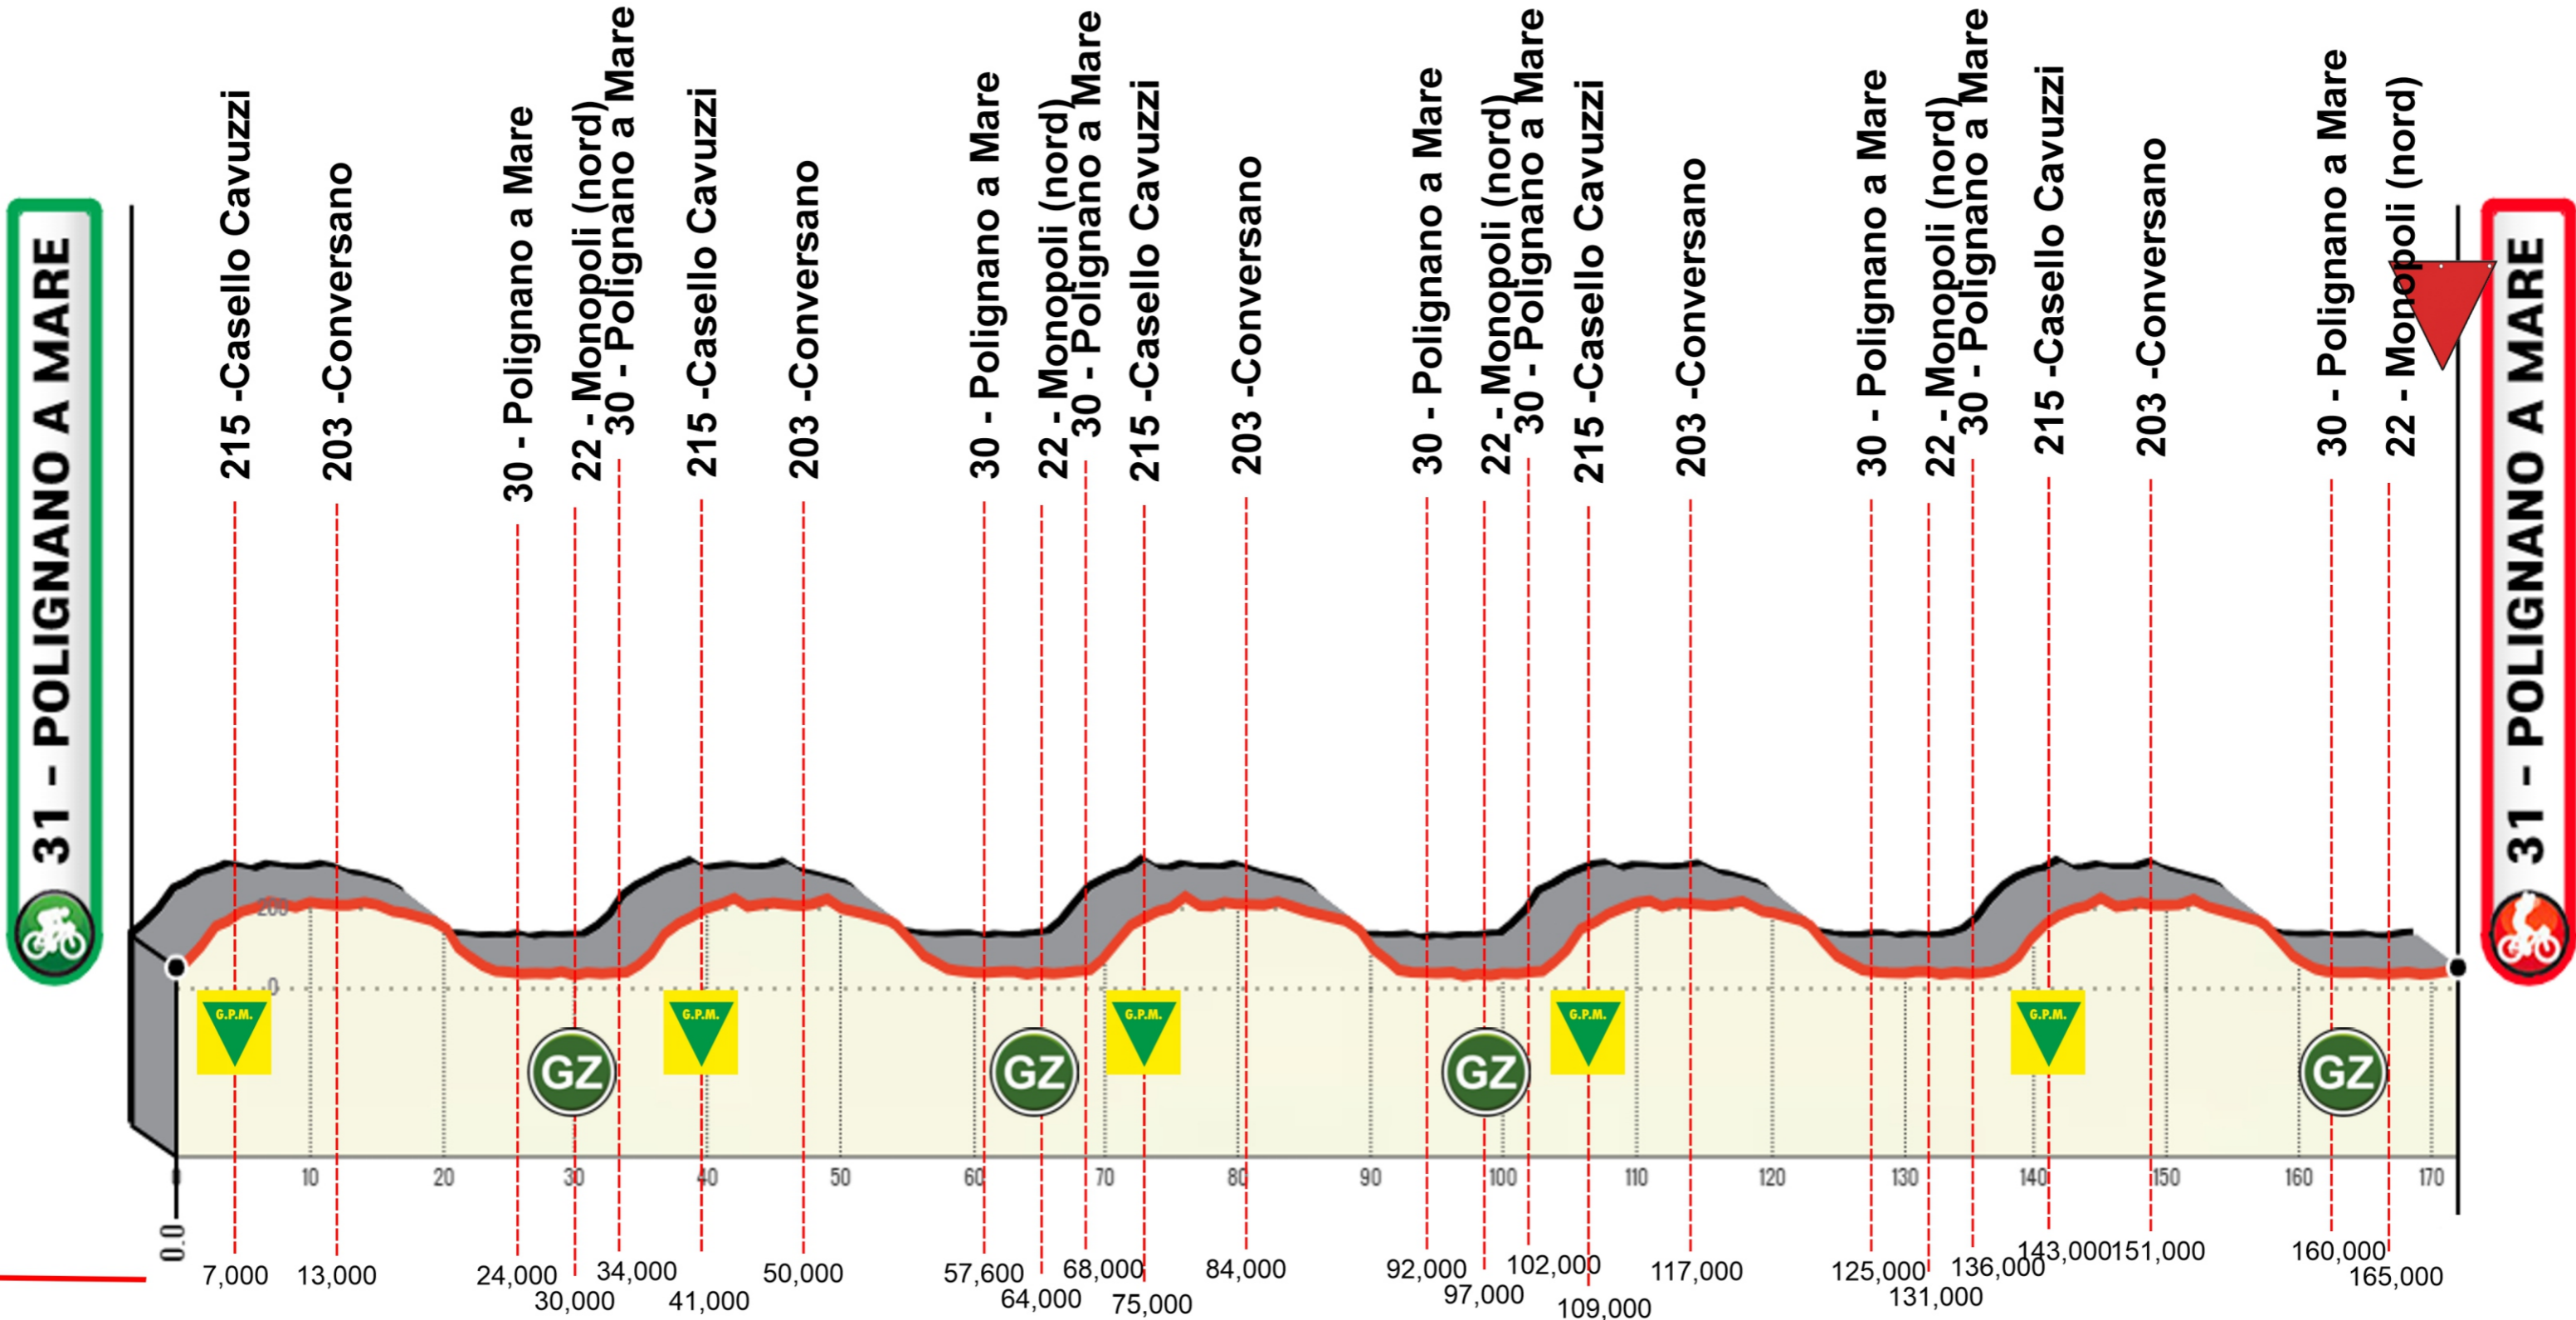 31 - POLIGNANO A MARE
215 -Casello Cavuzzi
203 -Conversano
30 - Polignano a Mare
22 - Monopoli (nord)
30 - Polignano a Mare
215 -Casello Cavuzzi
203 -Conversano
30 - Polignano a Mare
22 - Monopoli (nord)
30 - Polignano a Mare
215 -Casello Cavuzzi
203 -Conversano
30 - Polignano a Mare
22 - Monopoli (nord)
30 - Polignano a Mare
215 -Casello Cavuzzi
203 -Conversano
30 - Polignano a Mare
22 - Monopoli (nord)
30 - Polignano a Mare
215 -Casello Cavuzzi
203 -Conversano
30 - Polignano a Mare
22 - Monopoli (nord)
31 - POLIGNANO A MARE
200
0
G.P.M.
G.P.M.
G.P.M.
G.P.M.
G.P.M.
GZ
GZ
GZ
GZ
0 10 20 30 40 50 60 70 80 90 100 110 120 130 140 150 160 170
0.0
7,000 13,000 24,000 34,000 50,000 57,600 68,000 84,000 92,000 102,000 117,000 125,000 136,000 143,000 151,000 160,000
30,000 41,000 64,000 75,000 97,000 109,000 131,000 165,000